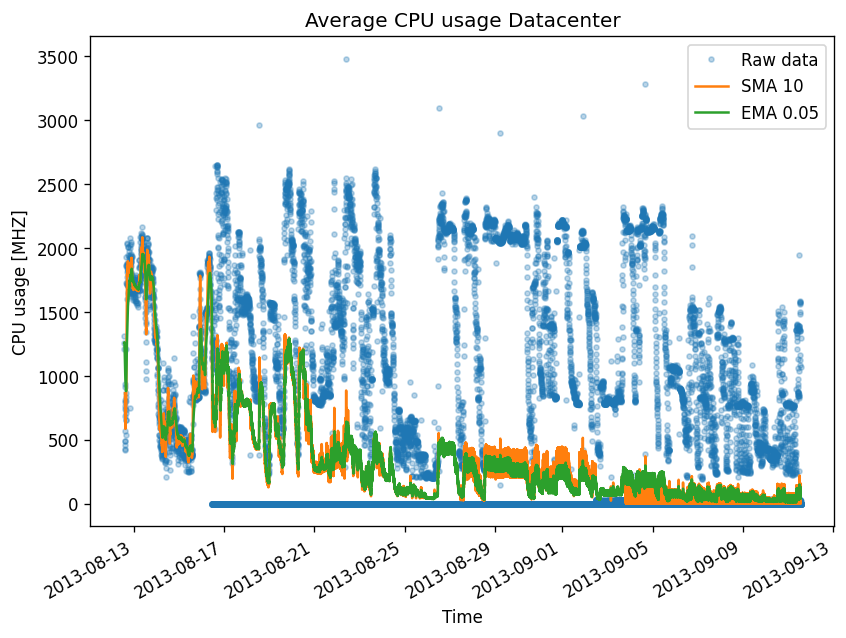 Average CPU usage Datacenter
Raw data
SMA 10
EMA 0.05
3500
3000
2500
2000
1500
1000
500
0
CPU usage [MHZ]
2013-08-13
2013-08-17
2013-08-21
2013-08-25
2013-08-29
2013-09-01
2013-09-05
2013-09-09
2013-09-13
Time